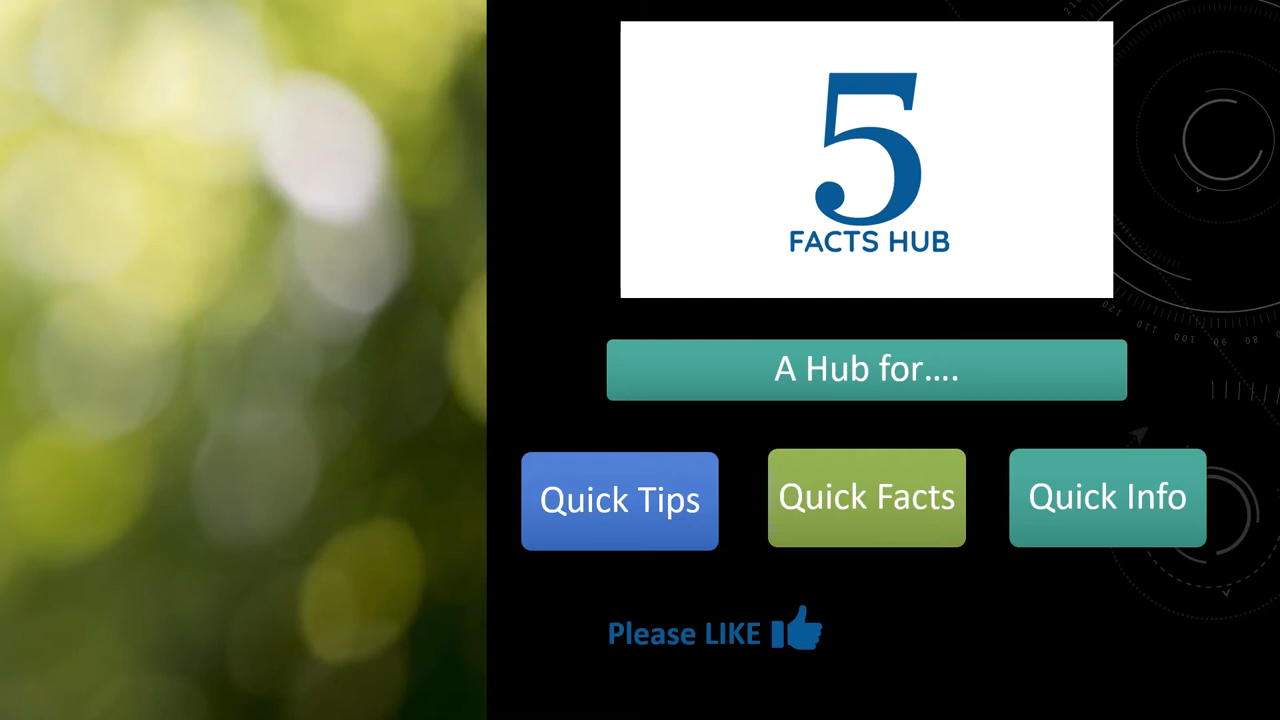 5
FACTS HUB
A Hub for....
Quick Tips
Quick Facts
Quick Info
Please LIKE